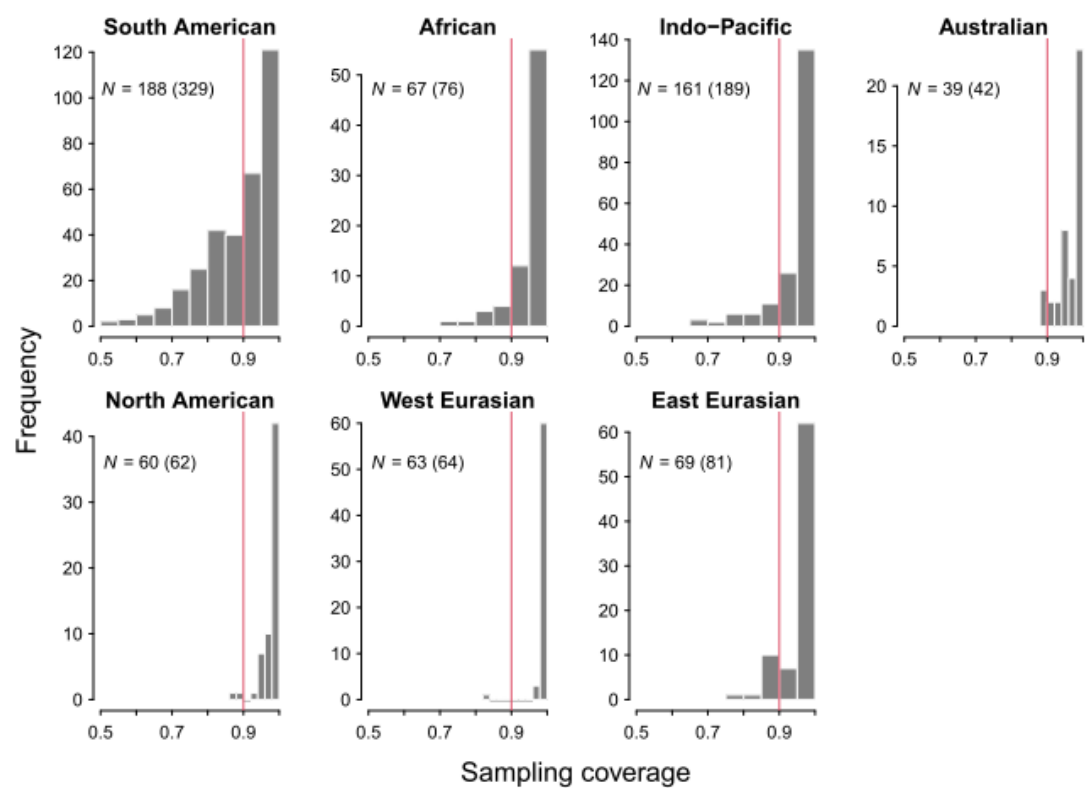 South American
120
100
80
60
40
20
0
N = 188 (329)
0.5 0.7 0.9
African
50
40
30
20
10
0
N = 67 (76)
0.5 0.7 0.9
Indo−Pacific
140
120
100
80
60
40
20
0
N = 161 (189)
0.5 0.7 0.9
Australian
20
15
10
5
0
N = 39 (42)
0.5 0.7 0.9
Frequency
North American
40
30
20
10
0
N = 60 (62)
0.5 0.7 0.9
West Eurasian
60
50
40
30
20
10
0
N = 63 (64)
0.5 0.7 0.9
East Eurasian
60
50
40
30
20
10
0
N = 69 (81)
0.5 0.7 0.9
Sampling coverage